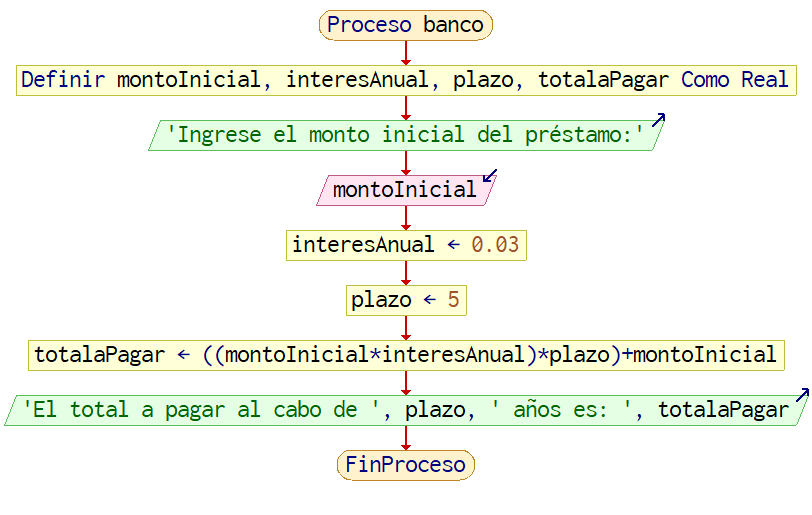 Proceso banco
Definir montoInicial, interesAnual, plazo, totalaPagar Como Real
'Ingrese el monto inicial del préstamo:'
montoInicial
interesAnual ← 0.03
plazo ← 5
totalaPagar ← ((montoInicial*interesAnual)*plazo)+montoInicial
'El total a pagar al cabo de ', plazo, ' años es: ', totalaPagar
FinProceso